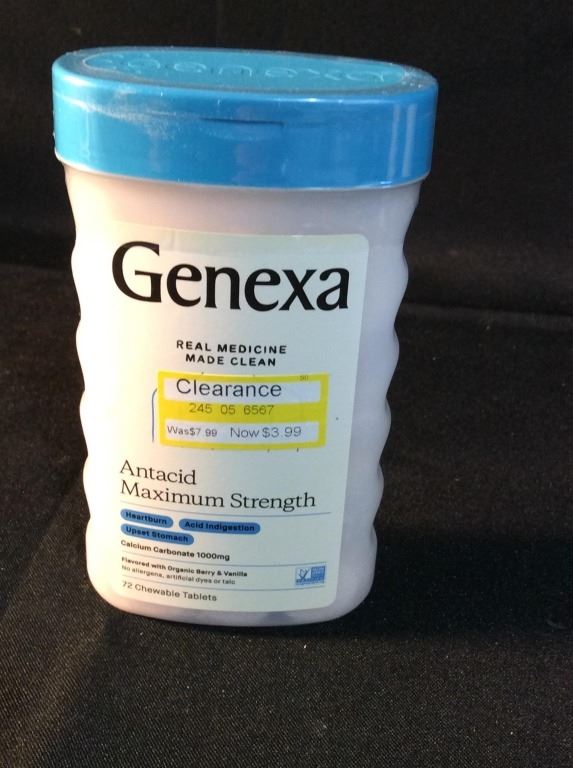 genexa
Genexa
REAL MEDICINE
MADE CLEAN
Clearance
50
245 05 6567
Was$7.99 Now $3.99
Antacid
Maximum Strength
Heartburn Acid Indigestion
Upset Stomach
Calcium Carbonate 1000mg
Flavored with Organic Berry & Vanilla
No allergens, artificial dyes or talc
72 Chewable Tablets